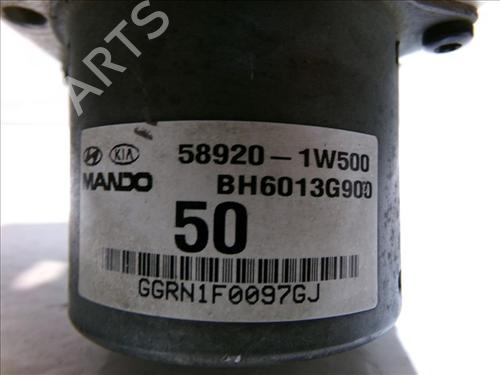 ARTS
KIA 58920-1W500
MANDO BH6013G900
50
GGRN1F0097GJ